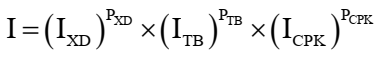 I = (I_XD)^P_XD × (I_TB)^P_TB × (I_CPK)^P_CPK